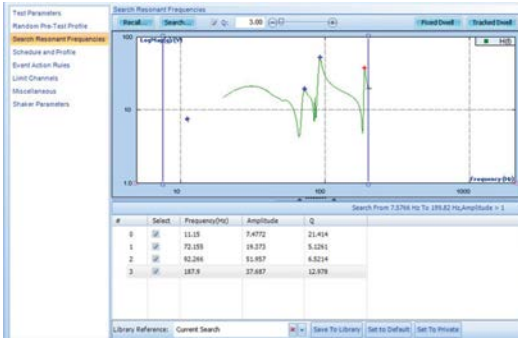 Test Parameters
Random Pre-Test Profile
Search Resonant Frequencies
Schedule and Profile
Event Action Rules
Limit Channels
Miscellaneous
Shaker Parameters
Search Resonant Frequencies
Recall... Search... Q: 3.00 Fixed Dwell Tracked Dwell
LogMag(g)/(V) H(f)
100
10
1.0
Frequency(Hz)
10 100 1000
Search From 7.5766 Hz To 199.82 Hz,Amplitude > 1
# Select Frequency(Hz) Amplitude Q
0 11.15 7.4772 21.414
1 72.155 19.373 5.1261
2 92.266 51.957 6.5214
3 187.9 37.687 12.978
Library Reference: Current Search Save To Library Set to Default Set To Private